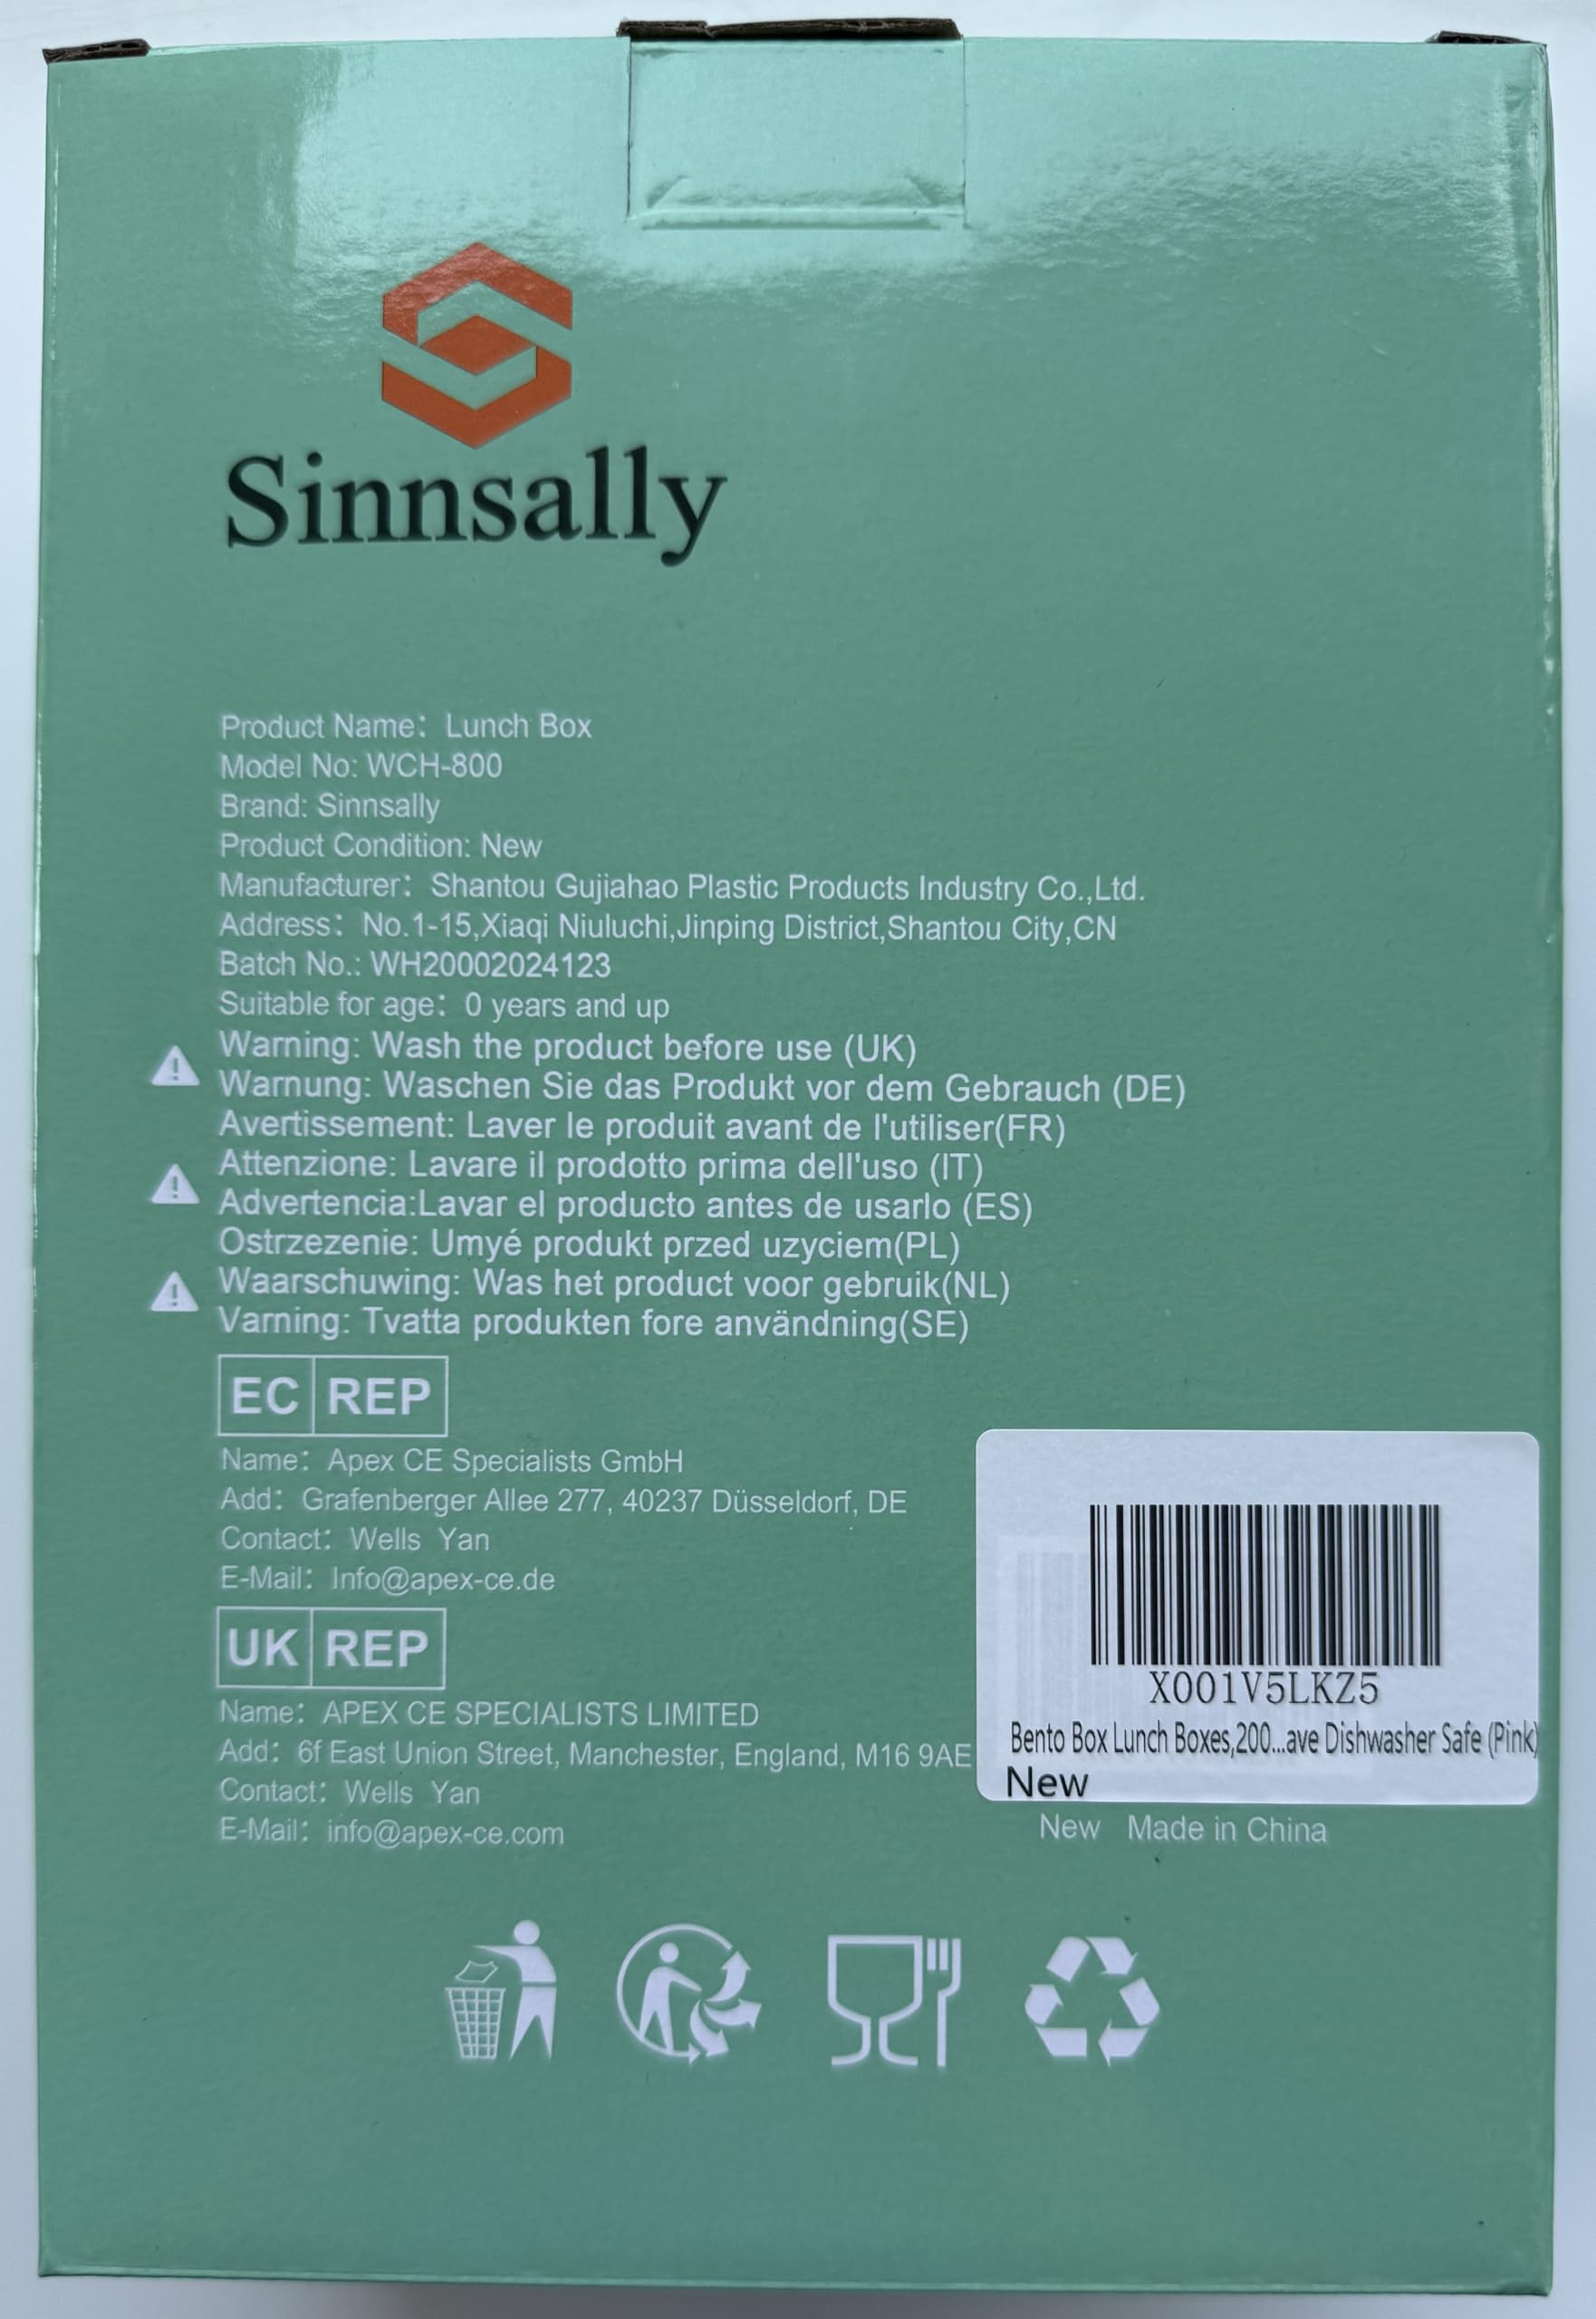 Sinnsally
Product Name: Lunch Box
Model No: WCH-800
Brand: Sinnsally
Product Condition: New
Manufacturer: Shantou Gujiahao Plastic Products Industry Co.,Ltd.
Address: No.1-15,Xiaqi Niuluchi,Jinping District,Shantou City,CN
Batch No.: WH20002024123
Suitable for age: 0 years and up
Warning: Wash the product before use (UK)
Warnung: Waschen Sie das Produkt vor dem Gebrauch (DE)
Avertissement: Laver le produit avant de l'utiliser(FR)
Attenzione: Lavare il prodotto prima dell'uso (IT)
Advertencia:Lavar el producto antes de usarlo (ES)
Ostrzezenie: Umyé produkt przed uzyciem(PL)
Waarschuwing: Was het product voor gebruik(NL)
Varning: Tvatta produkten fore användning(SE)
EC REP
Name: Apex CE Specialists GmbH
Add: Grafenberger Allee 277, 40237 Düsseldorf, DE
Contact: Wells Yan
E-Mail: Info@apex-ce.de
UK REP
Name: APEX CE SPECIALISTS LIMITED
Add: 6f East Union Street, Manchester, England, M16 9AE
Contact: Wells Yan
E-Mail: info@apex-ce.com
X001V5LKZ5
Bento Box Lunch Boxes,200...ave Dishwasher Safe (Pink)
New
New Made in China